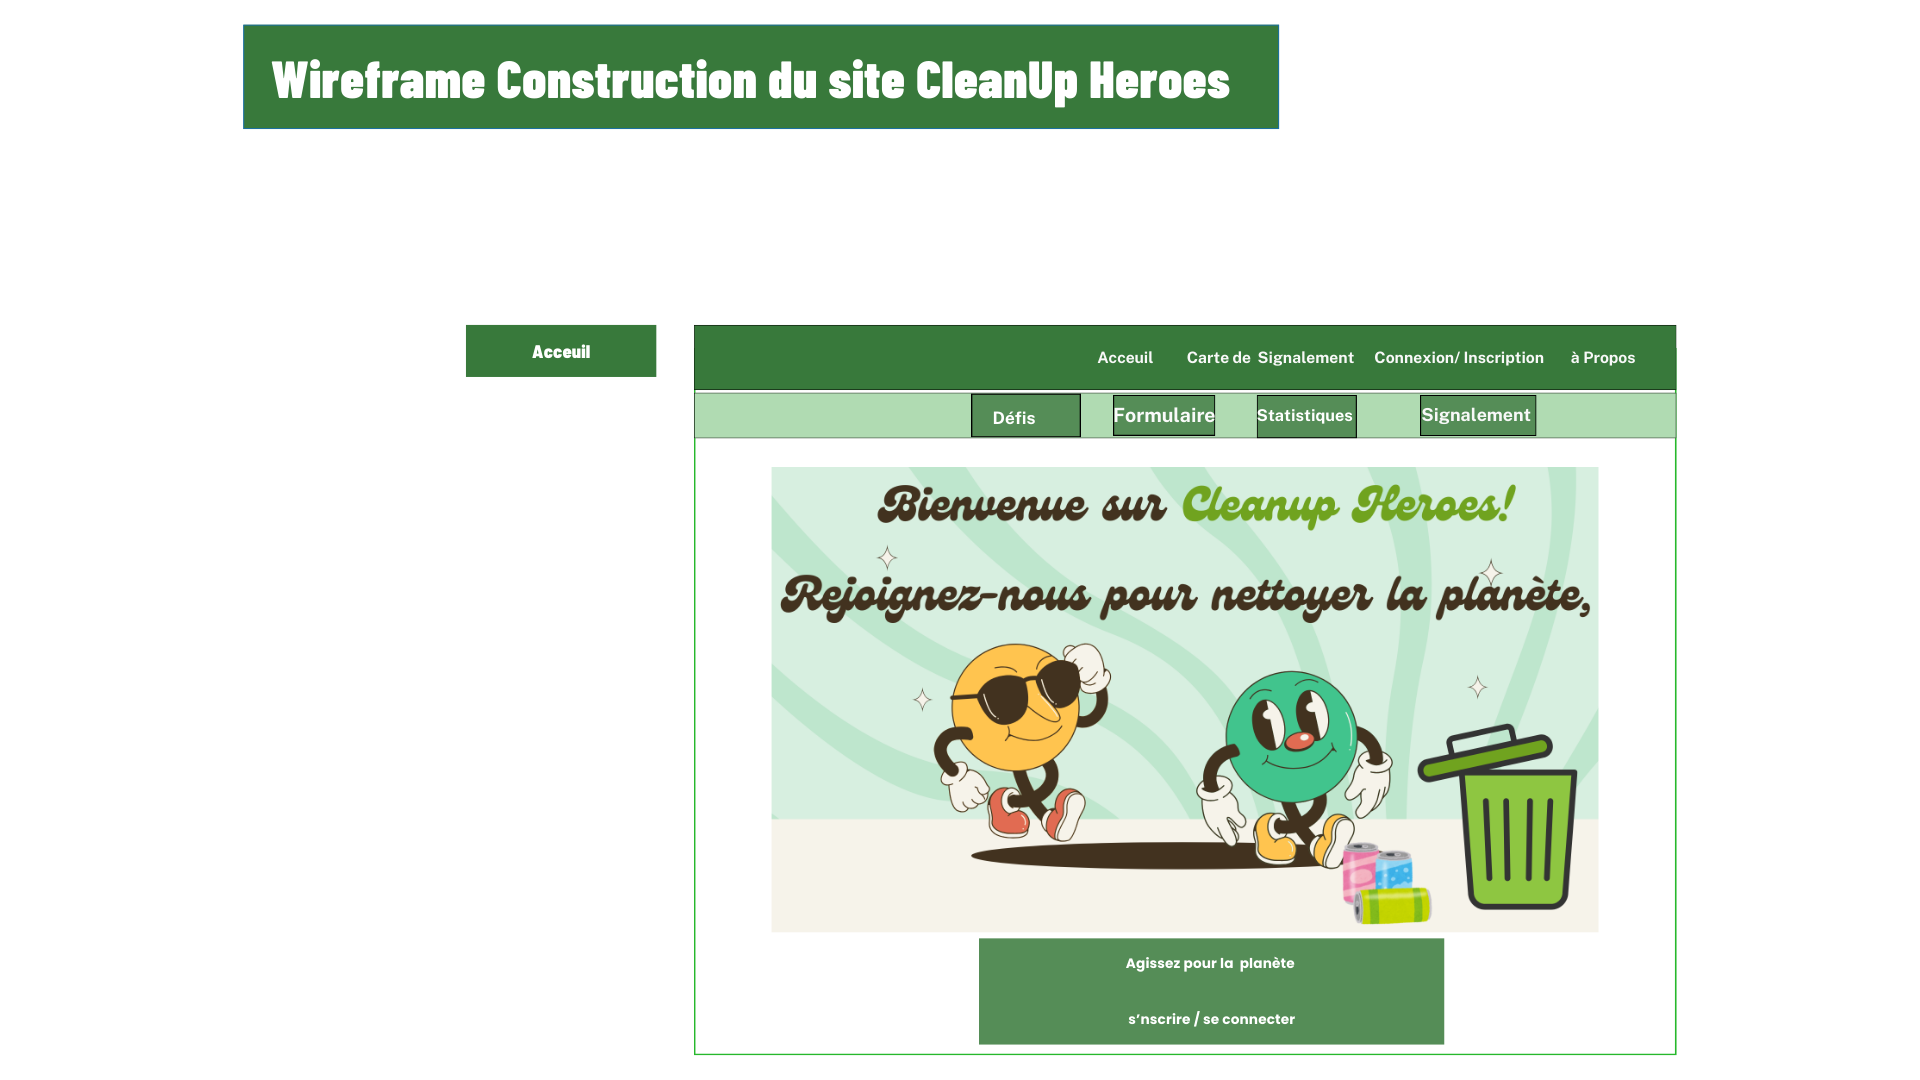 Wireframe Construction du site CleanUp Heroes
Acceuil
Acceuil Carte de Signalement Connexion/ Inscription à Propos
Défis Formulaire Statistiques Signalement
Bienvenue sur Cleanup Heroes!
Rejoignez-nous pour nettoyer la planète,
Agissez pour la planète
s’nscrire / se connecter